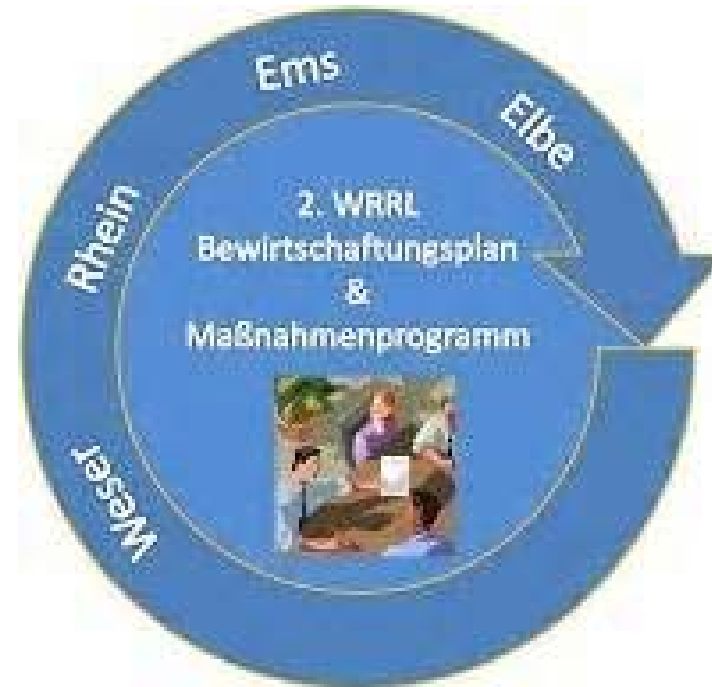 Weser
Rhein
Ems
Elbe
2. WRRL
Bewirtschaftungsplan
&
Maßnahmenprogramm